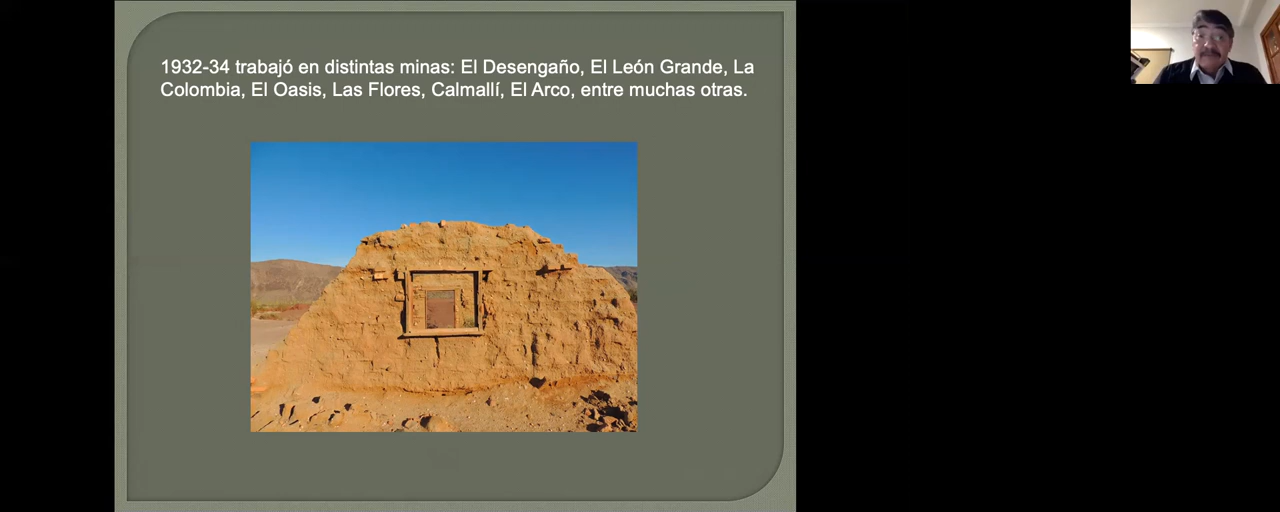 1932-34 trabajó en distintas minas: El Desengaño, El León Grande, La
Colombia, El Oasis, Las Flores, Calmallí, El Arco, entre muchas otras.